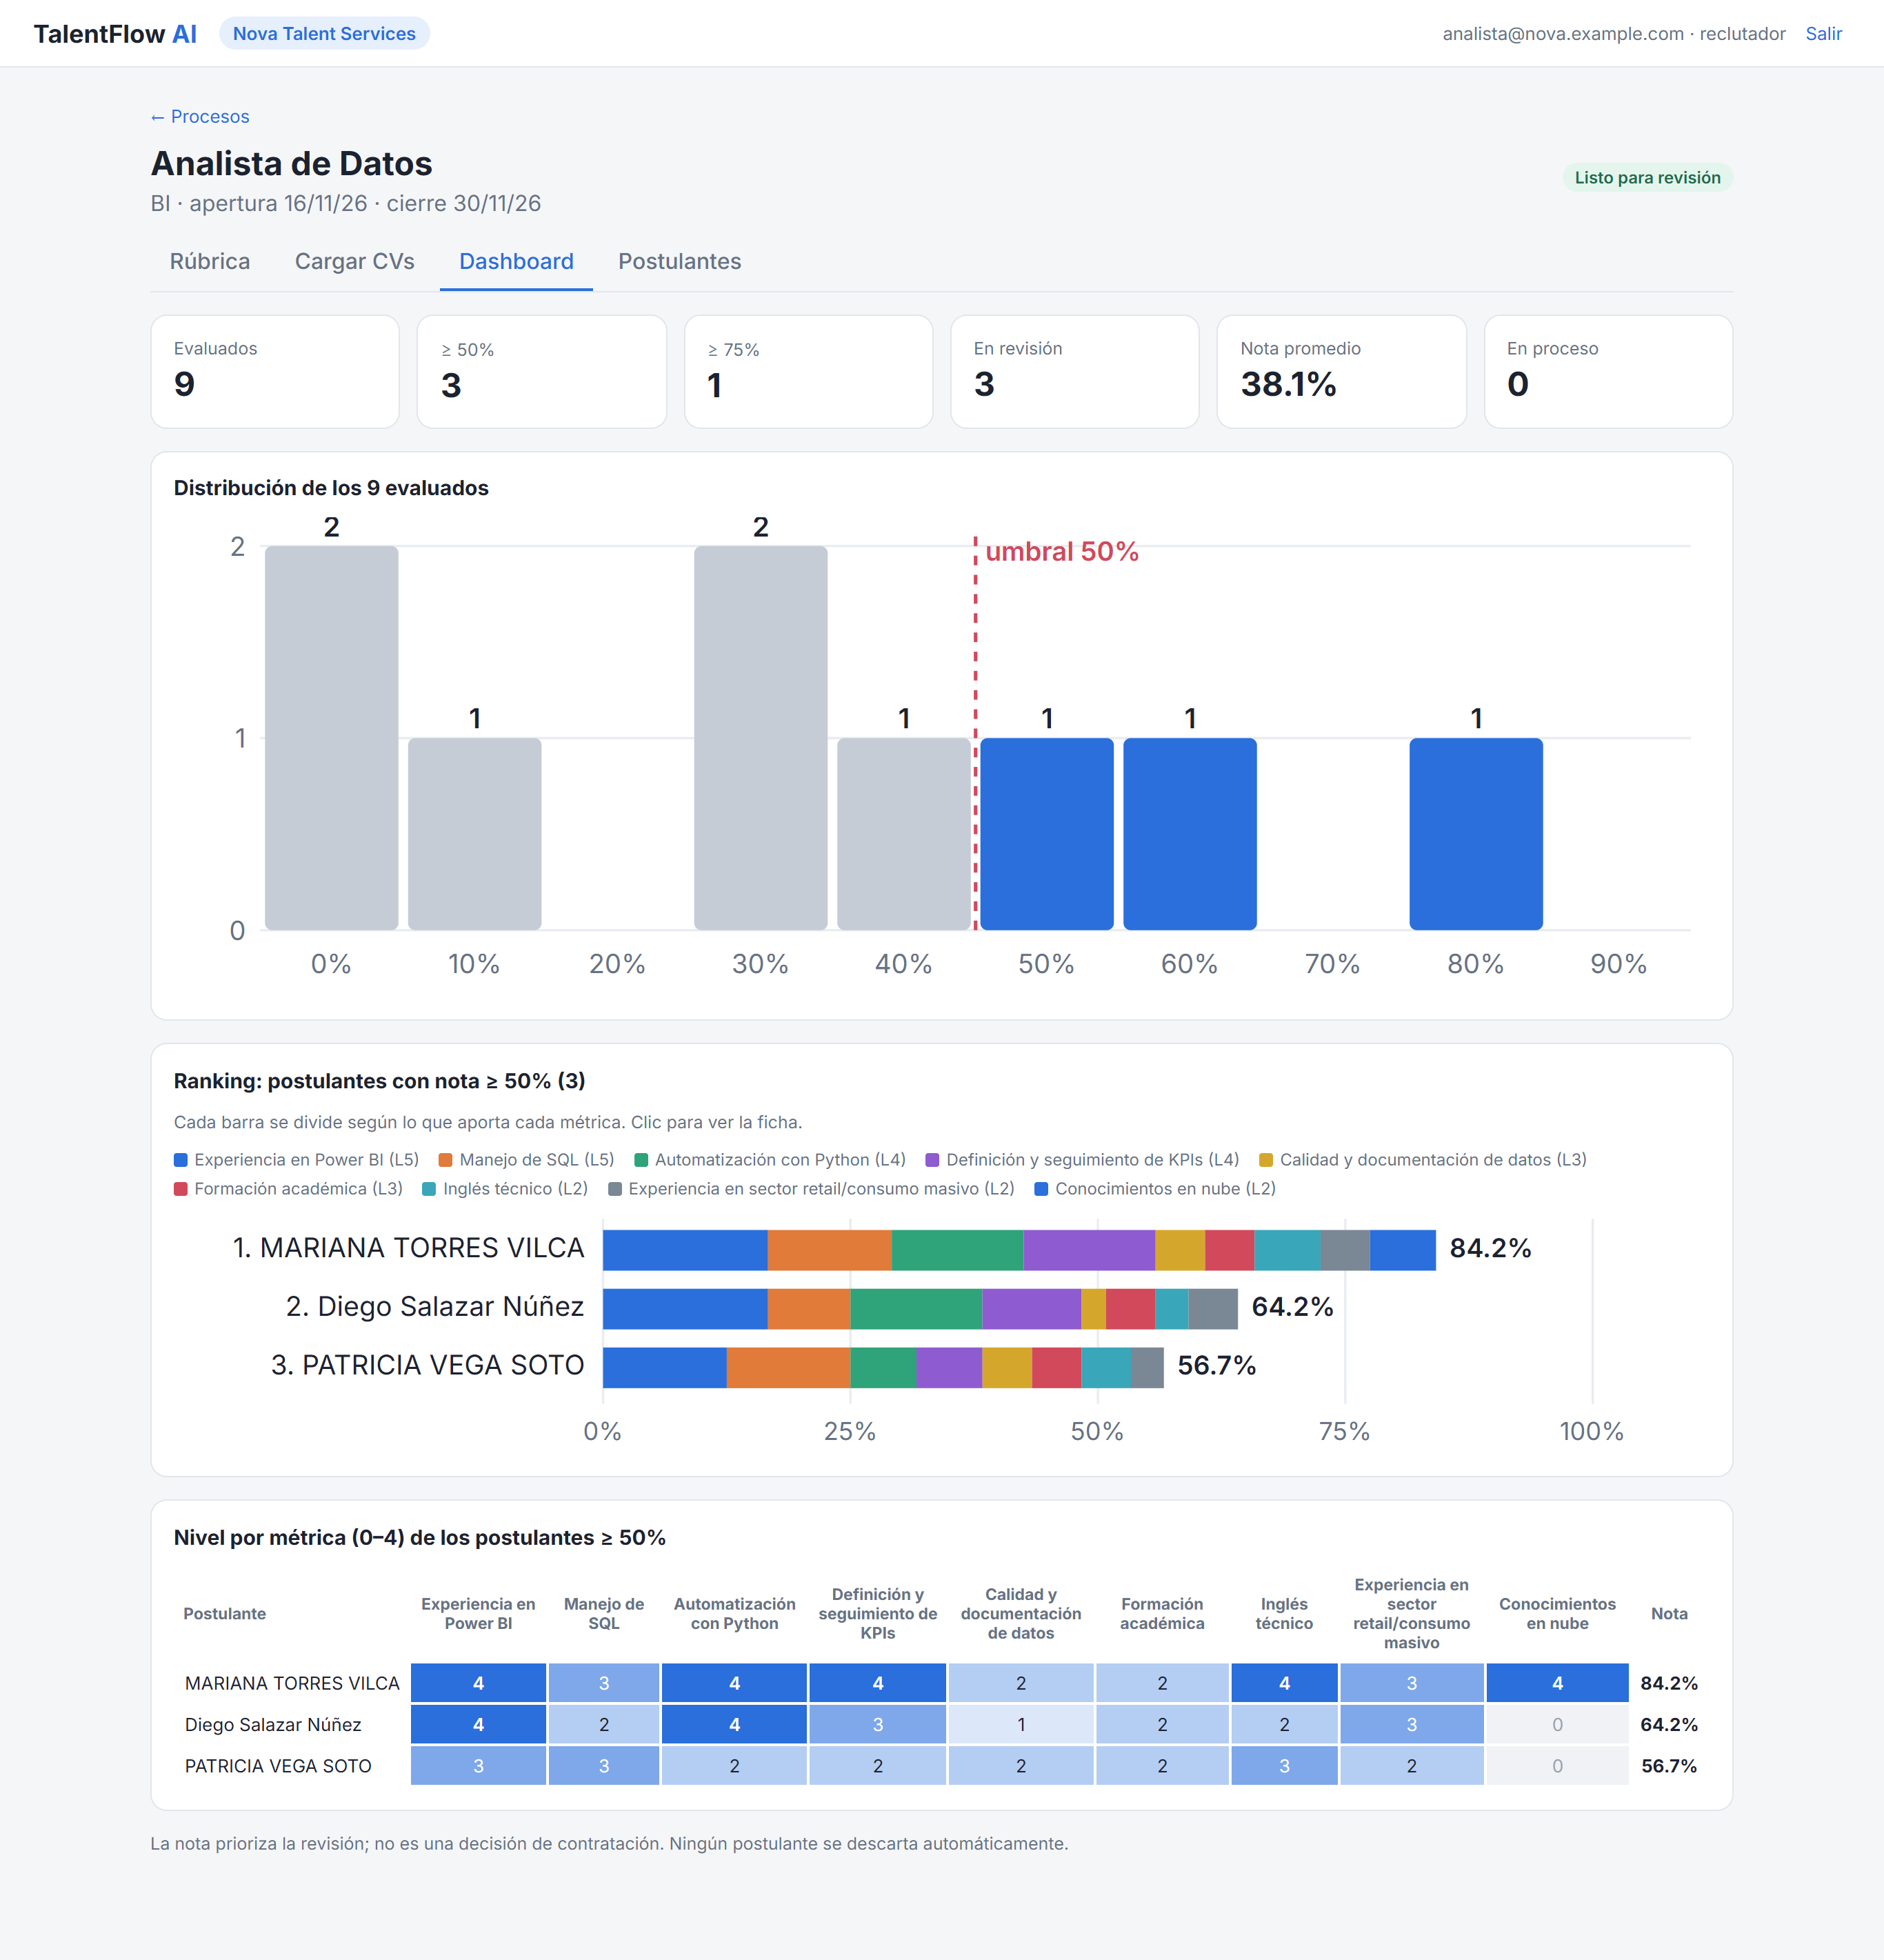 TalentFlow AI
Nova Talent Services
analista@nova.example.com · reclutador
Salir
← Procesos
Analista de Datos
Listo para revisión
BI · apertura 16/11/26 · cierre 30/11/26
Rúbrica
Cargar CVs
Dashboard
Postulantes
Evaluados
9
≥ 50%
3
≥ 75%
1
En revisión
3
Nota promedio
38.1%
En proceso
0
Distribución de los 9 evaluados
2
1
0
2
1
2
1
umbral 50%
1
1
1
0%
10%
20%
30%
40%
50%
60%
70%
80%
90%
Ranking: postulantes con nota ≥ 50% (3)
Cada barra se divide según lo que aporta cada métrica. Clic para ver la ficha.
Experiencia en Power BI (L5)
Manejo de SQL (L5)
Automatización con Python (L4)
Definición y seguimiento de KPIs (L4)
Calidad y documentación de datos (L3)
Formación académica (L3)
Inglés técnico (L2)
Experiencia en sector retail/consumo masivo (L2)
Conocimientos en nube (L2)
1. MARIANA TORRES VILCA
84.2%
2. Diego Salazar Núñez
64.2%
3. PATRICIA VEGA SOTO
56.7%
0%
25%
50%
75%
100%
Nivel por métrica (0–4) de los postulantes ≥ 50%
Postulante
Experiencia en
Power BI
Manejo de
SQL
Automatización
con Python
Definición y
seguimiento de
KPIs
Calidad y
documentación
de datos
Formación
académica
Inglés
técnico
Experiencia en
sector
retail/consumo
masivo
Conocimientos
en nube
Nota
MARIANA TORRES VILCA 4 3 4 4 2 2 4 3 4 84.2%
Diego Salazar Núñez 4 2 4 3 1 2 2 3 0 64.2%
PATRICIA VEGA SOTO 3 3 2 2 2 2 3 2 0 56.7%
La nota prioriza la revisión; no es una decisión de contratación. Ningún postulante se descarta automáticamente.